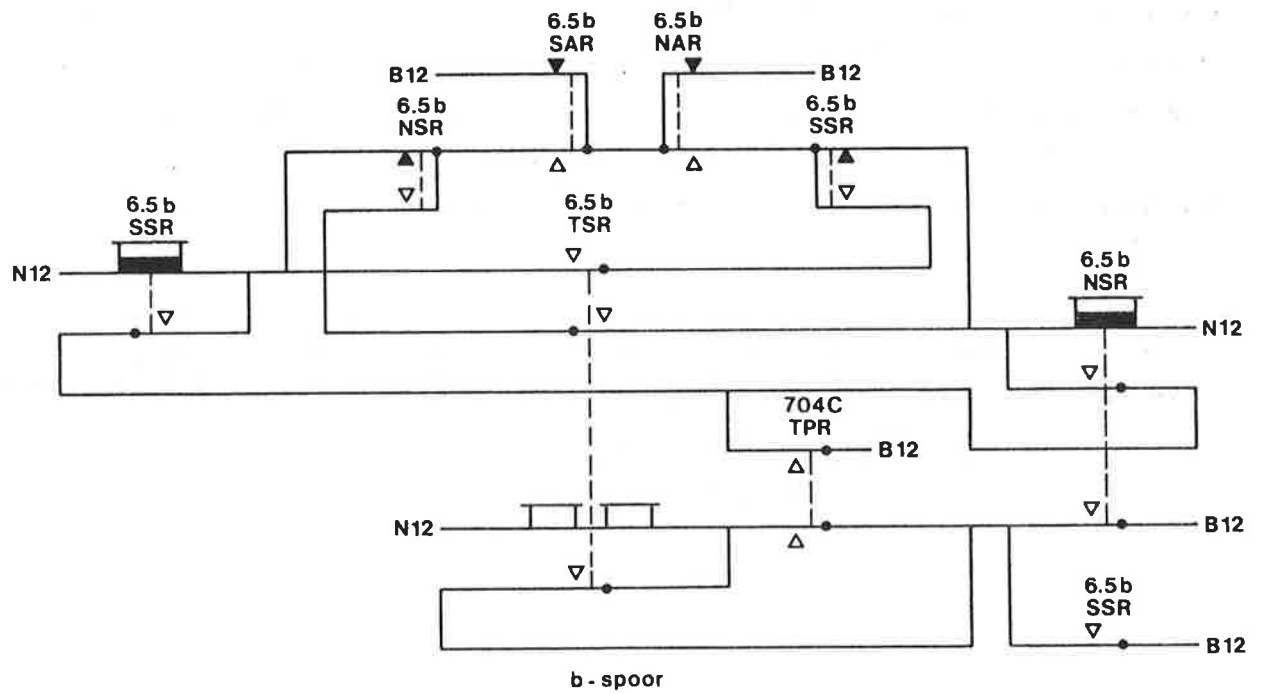 6.5b
SAR
6.5b
NAR
B12
B12
6.5b
NSR
6.5b
SSR
6.5b
SSR
6.5b
TSR
N12
6.5b
NSR
N12
704C
TPR
B12
N12
B12
6.5b
SSR
B12
b - spoor